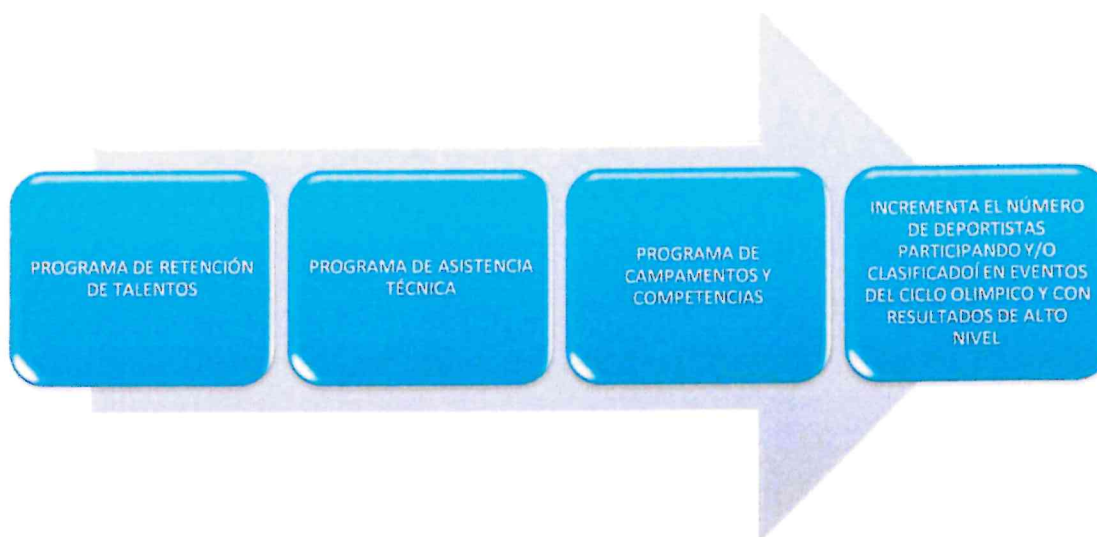 PROGRAMA DE RETENCIÓN
DE TALENTOS
PROGRAMA DE ASISTENCIA
TÉCNICA
PROGRAMA DE
CAMPAMENTOS Y
COMPETENCIAS
INCREMENTA EL NÚMERO
DE DEPORTISTAS
PARTICIPANDO Y/O
CLASIFICADOÍ EN EVENTOS
DEL CICLO OLIMPICO Y CON
RESULTADOS DE ALTO
NIVEL